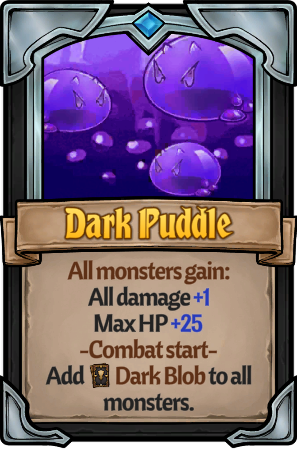 Dark Puddle
All monsters gain:
All damage +1
Max HP +25
-Combat start-
Add Dark Blob to all
monsters.